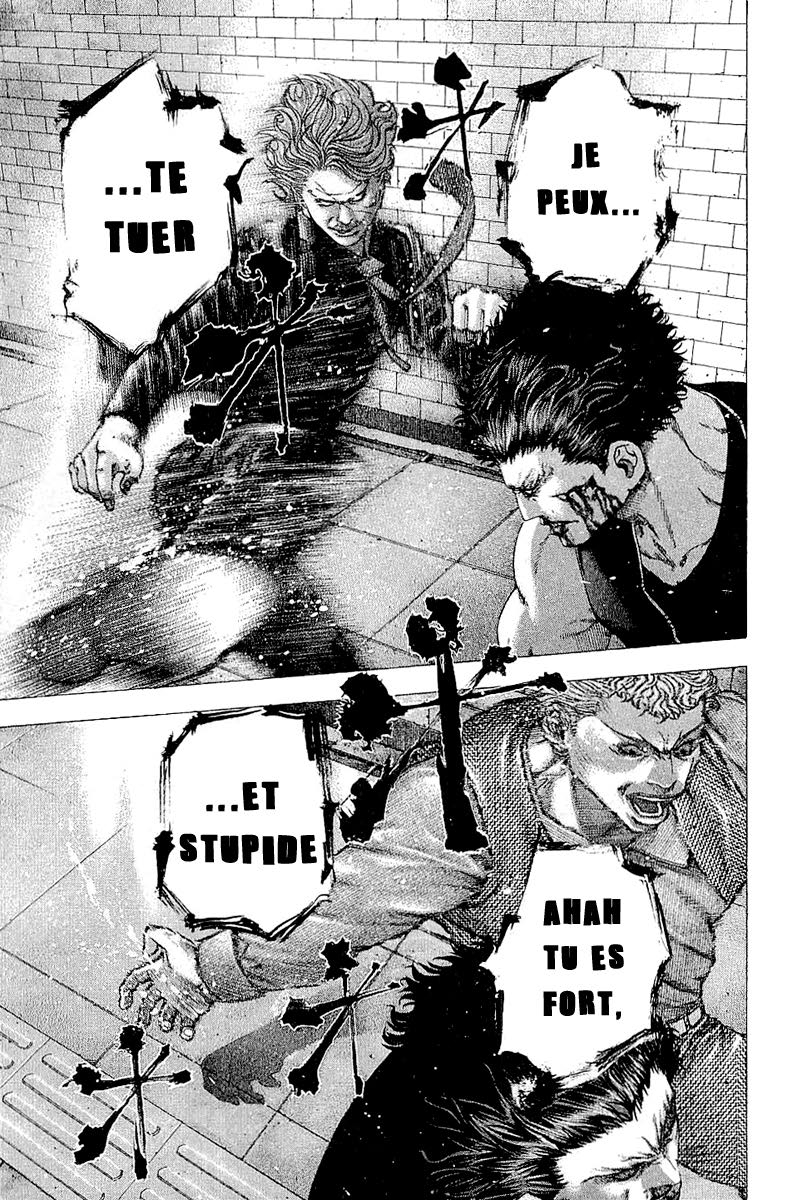 JE
PEUX...
...TE
TUER
AHAH
TU ES
FORT,
...ET
STUPIDE